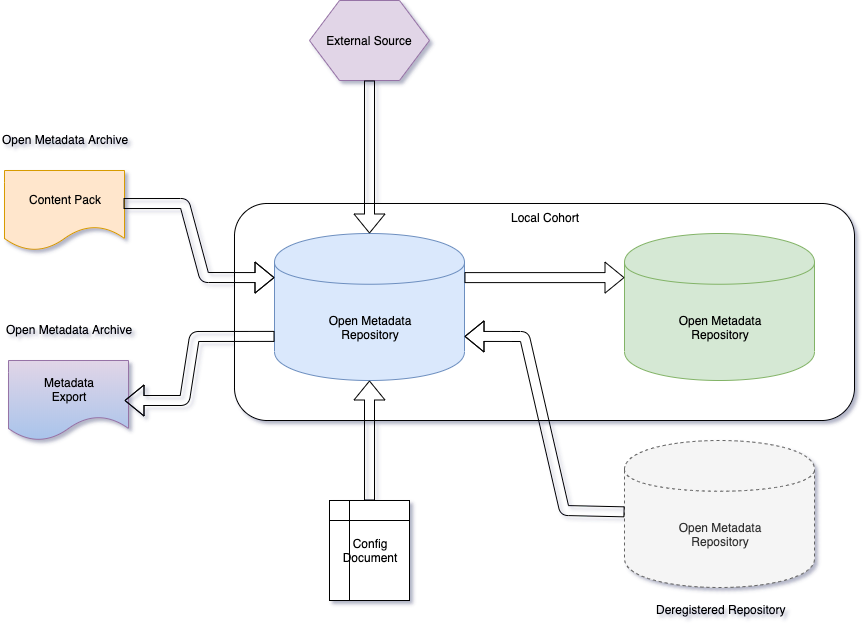 External Source
Open Metadata Archive
Content Pack
Local Cohort
Open Metadata
Repository
Open Metadata
Repository
Open Metadata Archive
Metadata
Export
Config
Document
Open Metadata
Repository
Deregistered Repository